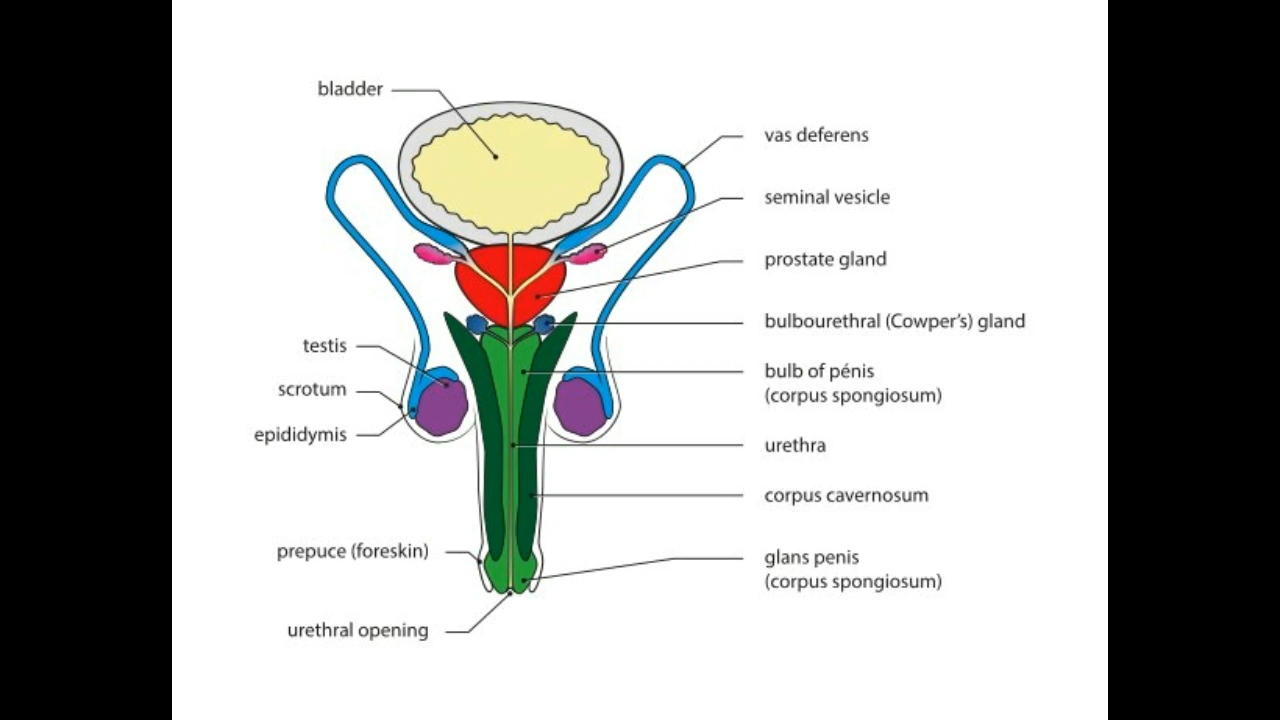 bladder
vas deferens
seminal vesicle
prostate gland
bulbourethral (Cowper's) gland
testis
bulb of pénis
scrotum
(corpus spongiosum)
epididymis
urethra
corpus cavernosum
prepuce (foreskin)
glans penis
(corpus spongiosum)
urethral opening